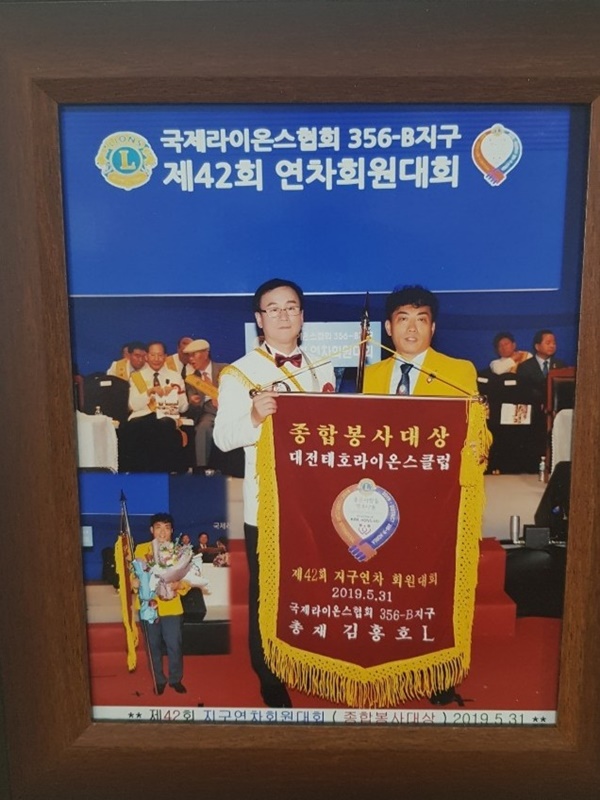 국제라이온스협회 356-B지구
제42회 연차회원대회
L
종합봉사대상
대전태호라이온스클럽
제42회 지구연차 회원대회
2019.5.31
국제라이온스협회 356-B지구
총재 김홍호 L
** 제42회 지구연차회원대회 ( 종합봉사대상 ) 2019.5.31 **